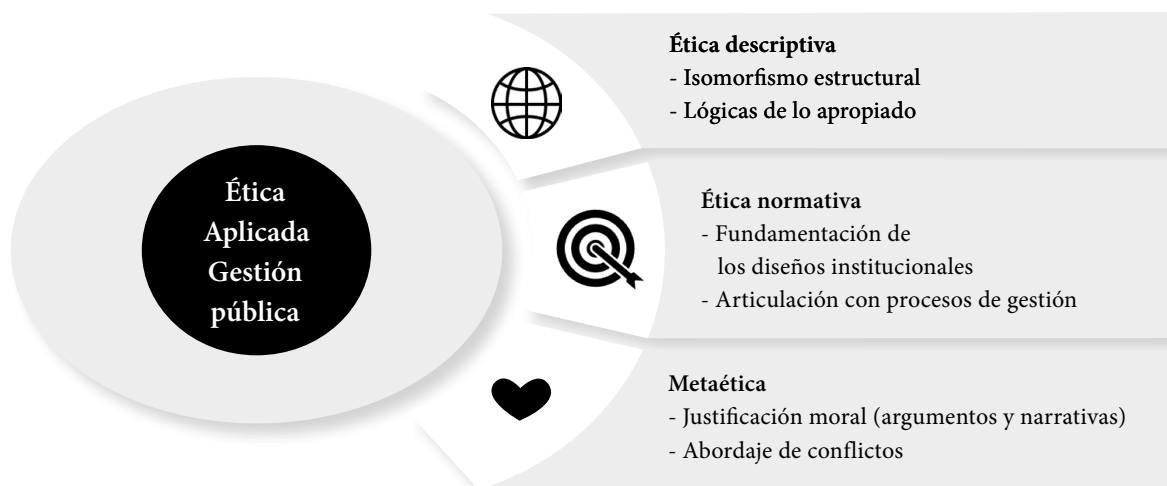 Ética
Aplicada
Gestión
pública
Ética descriptiva
- Isomorfismo estructural
- Lógicas de lo apropiado
Ética normativa
- Fundamentación de
los diseños institucionales
- Articulación con procesos de gestión
Metaética
- Justificación moral (argumentos y narrativas)
- Abordaje de conflictos